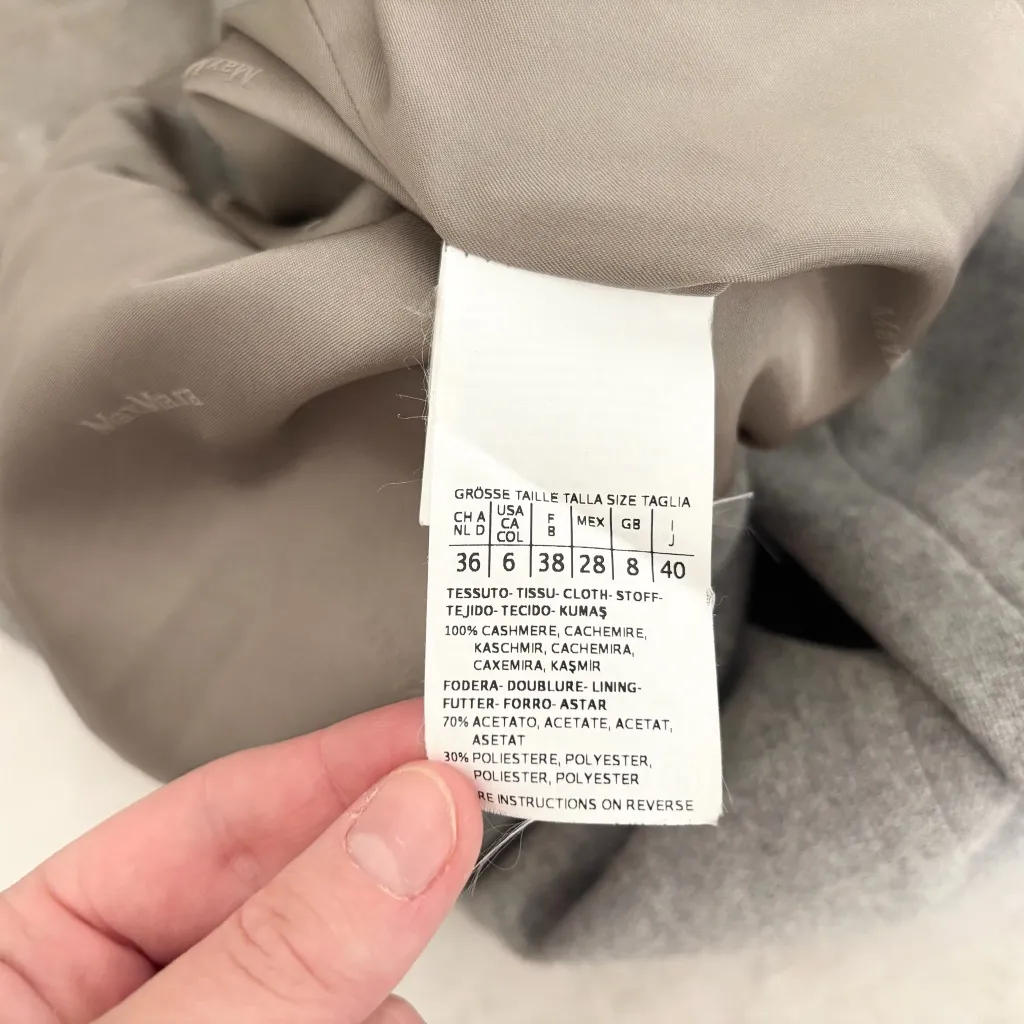 MaxMara
GRÖSSE TAILLE TALLA SIZE TAGLIA
CH A NL D | USA CA COL | F B | MEX | GB | I J
36 | 6 | 38 | 28 | 8 | 40
TESSUTO- TISSU- CLOTH- STOFF-
TEJIDO- TECIDO- KUMAŞ
100% CASHMERE, CACHEMIRE,
KASCHMIR, CACHEMIRA,
CAXEMIRA, KAŞMİR
FODERA- DOUBLURE- LINING-
FUTTER- FORRO- ASTAR
70% ACETATO, ACETATE, ACETAT,
ASETAT
30% POLIESTERE, POLYESTER,
POLIESTER, POLYESTER
RE INSTRUCTIONS ON REVERSE